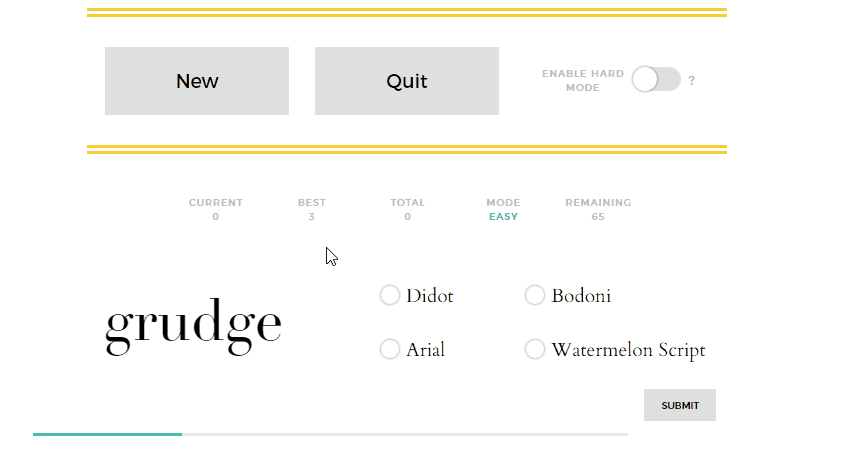 New
Quit
ENABLE HARD
MODE
?
CURRENT BEST TOTAL MODE REMAINING
0 3 0 EASY 65
grudge
Didot Bodoni
Arial Watermelon Script
SUBMIT